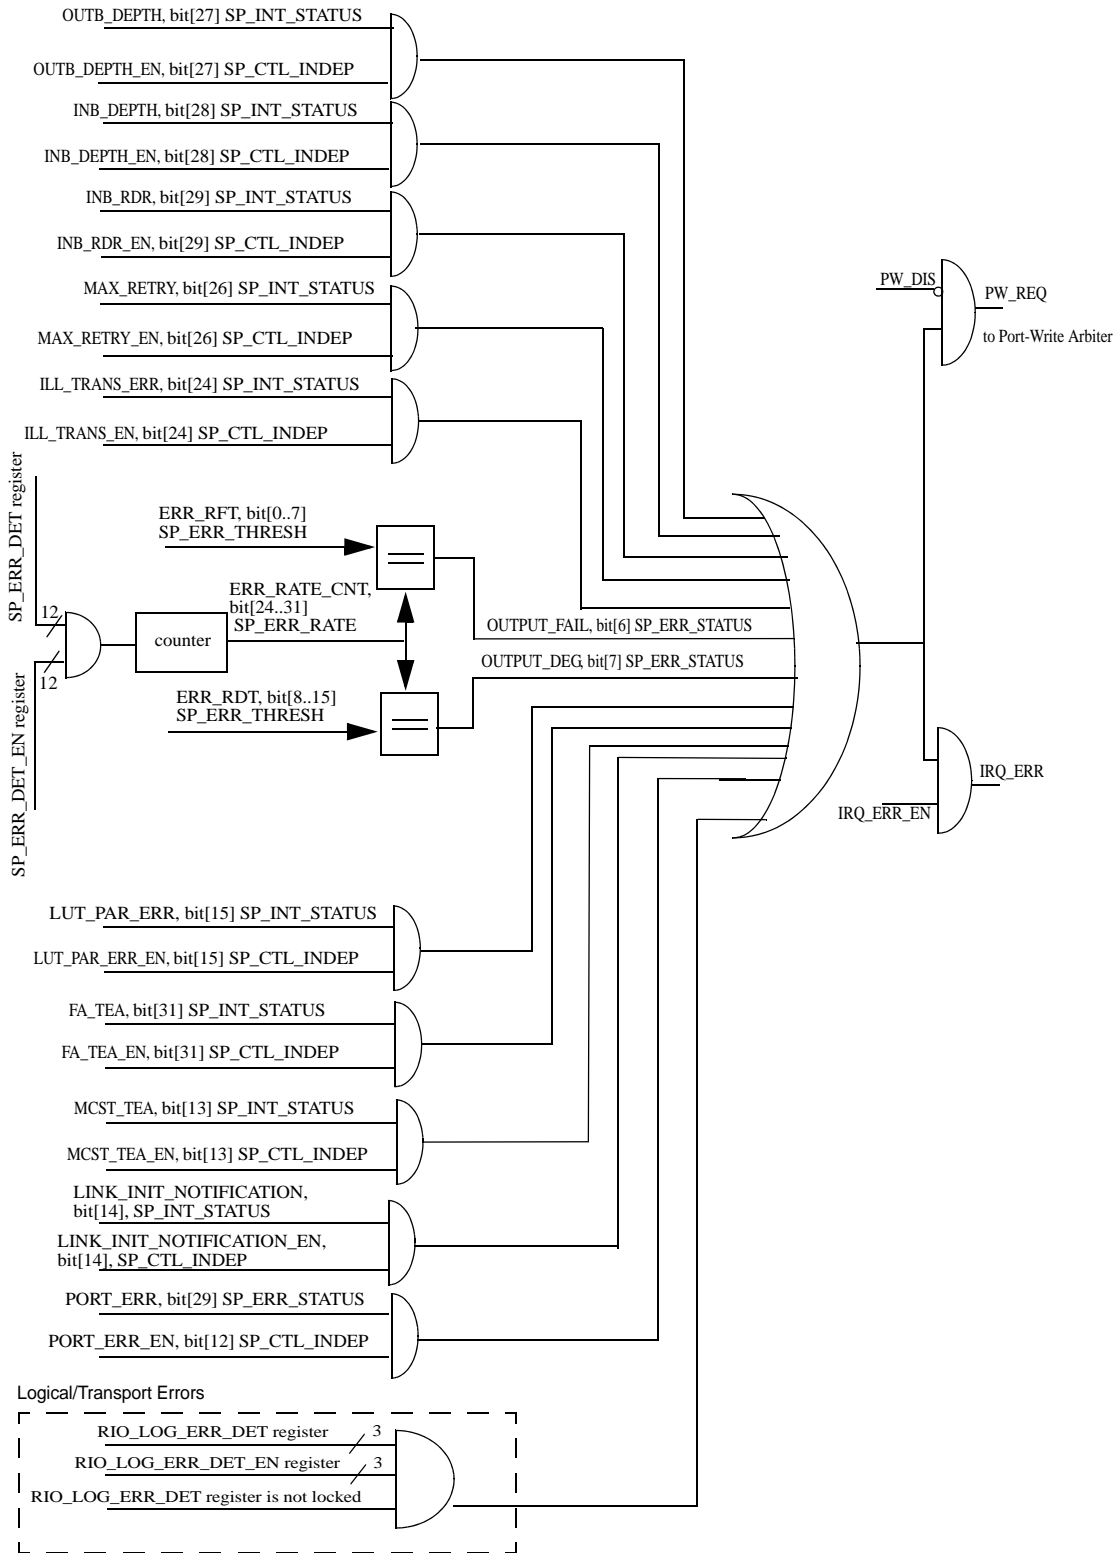 OUTB_DEPTH, bit[27] SP_INT_STATUS
OUTB_DEPTH_EN, bit[27] SP_CTL_INDEP
INB_DEPTH, bit[28] SP_INT_STATUS
INB_DEPTH_EN, bit[28] SP_CTL_INDEP
INB_RDR, bit[29] SP_INT_STATUS
INB_RDR_EN, bit[29] SP_CTL_INDEP
MAX_RETRY, bit[26] SP_INT_STATUS
MAX_RETRY_EN, bit[26] SP_CTL_INDEP
ILL_TRANS_ERR, bit[24] SP_INT_STATUS
ILL_TRANS_EN, bit[24] SP_CTL_INDEP
PW_DIS
PW_REQ
to Port-Write Arbiter
SP_ERR_DET register
12
SP_ERR_DET_EN register
12
counter
ERR_RFT, bit[0..7]
SP_ERR_THRESH
ERR_RATE_CNT,
bit[24..31]
SP_ERR_RATE
ERR_RDT, bit[8..15]
SP_ERR_THRESH
OUTPUT_FAIL, bit[6] SP_ERR_STATUS
OUTPUT_DEG, bit[7] SP_ERR_STATUS
IRQ_ERR
IRQ_ERR_EN
LUT_PAR_ERR, bit[15] SP_INT_STATUS
LUT_PAR_ERR_EN, bit[15] SP_CTL_INDEP
FA_TEA, bit[31] SP_INT_STATUS
FA_TEA_EN, bit[31] SP_CTL_INDEP
MCST_TEA, bit[13] SP_INT_STATUS
MCST_TEA_EN, bit[13] SP_CTL_INDEP
LINK_INIT_NOTIFICATION,
bit[14], SP_INT_STATUS
LINK_INIT_NOTIFICATION_EN,
bit[14], SP_CTL_INDEP
PORT_ERR, bit[29] SP_ERR_STATUS
PORT_ERR_EN, bit[12] SP_CTL_INDEP
Logical/Transport Errors
RIO_LOG_ERR_DET register 3
RIO_LOG_ERR_DET_EN register 3
RIO_LOG_ERR_DET register is not locked